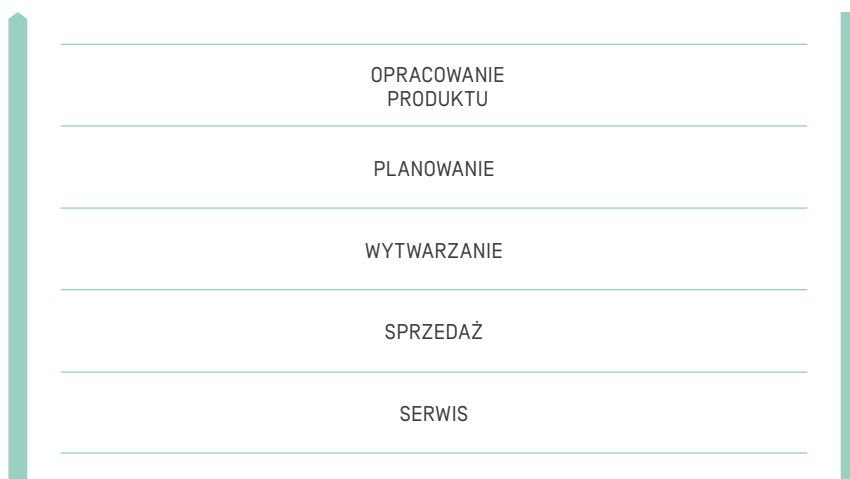 OPRACOWANIE
PRODUKTU
PLANOWANIE
WYTWARZANIE
SPRZEDAŻ
SERWIS